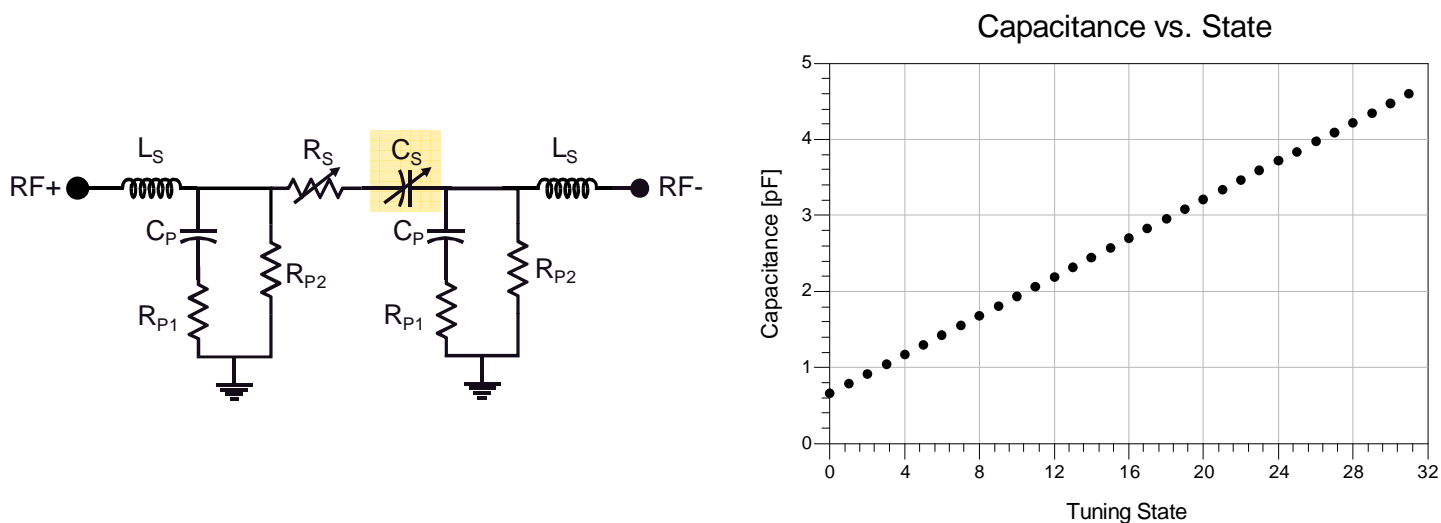 L_S
R_S
C_S
L_S
RF+
RF-
C_P
R_P2
R_P1
C_P
R_P2
R_P1
Capacitance vs. State
Capacitance [pF]
5
4
3
2
1
0
0 4 8 12 16 20 24 28 32
Tuning State